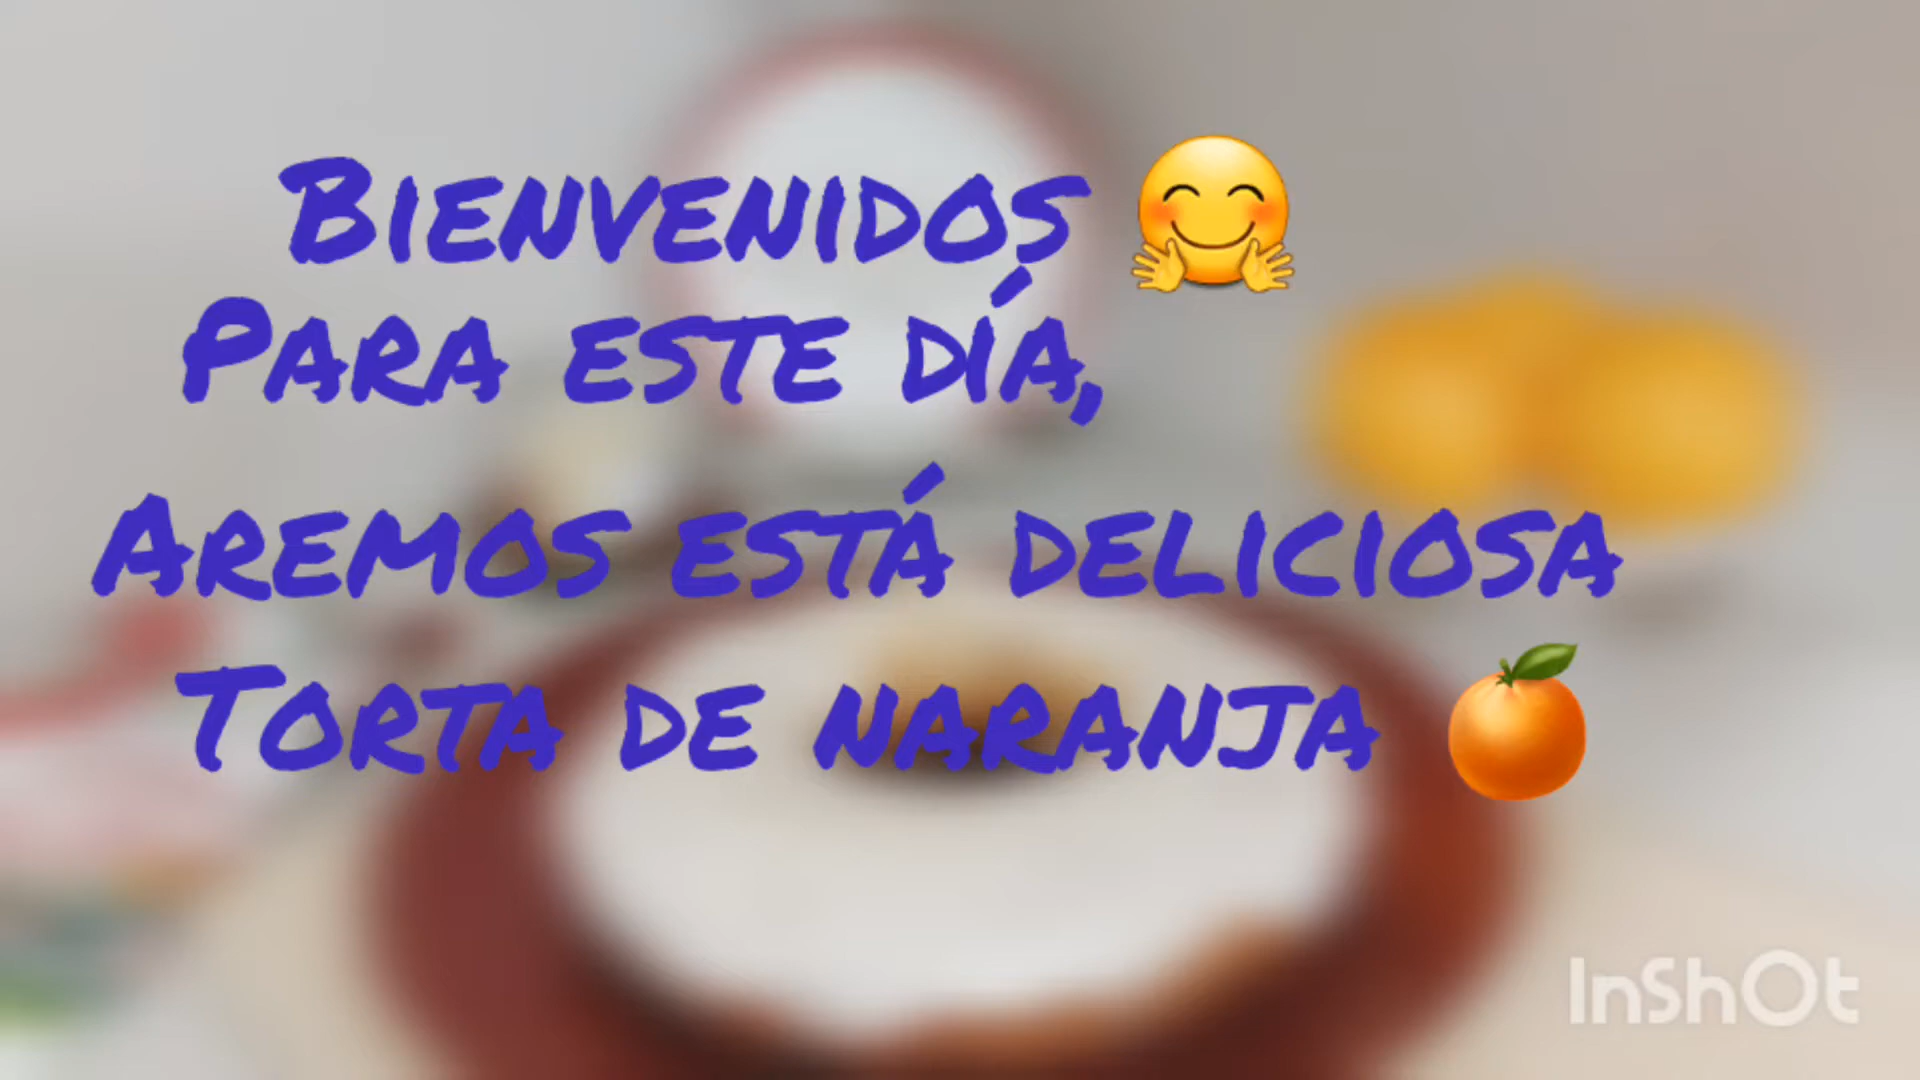 Bienvenidos 🤗
Para este día,
Aremos está deliciosa
Torta de naranja 🍊
InShOt